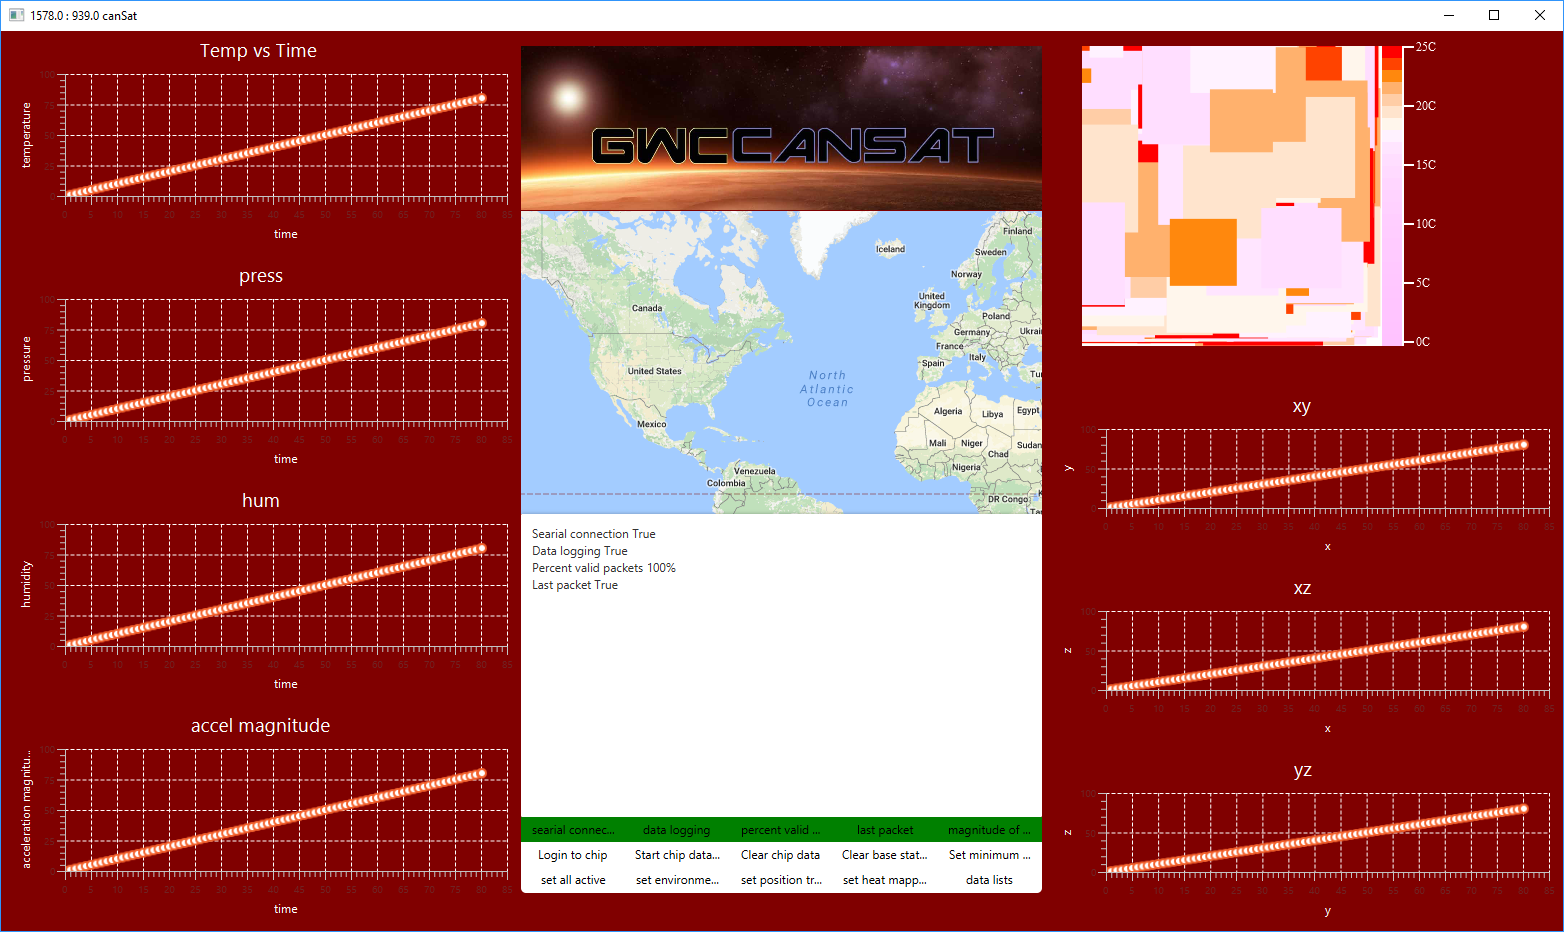 1578.0 : 939.0 canSat
Temp vs Time
temperature
100
75
50
25
0
0 5 10 15 20 25 30 35 40 45 50 55 60 65 70 75 80 85
time
press
pressure
100
75
50
25
0
0 5 10 15 20 25 30 35 40 45 50 55 60 65 70 75 80 85
time
hum
humidity
100
75
50
25
0
0 5 10 15 20 25 30 35 40 45 50 55 60 65 70 75 80 85
time
accel magnitude
acceleration magnitu...
100
75
50
25
0
0 5 10 15 20 25 30 35 40 45 50 55 60 65 70 75 80 85
time
GWCCANSAT
Iceland
Finland
Sweden
Norway
Canada
United
Kingdom
Poland
Germany
Ukrai
France
Italy
Spain
Tu
United States
North
Atlantic
Ocean
Algeria
Libya
Egypt
Mexico
Mali
Niger
Sudan
Chad
Nigeria
Venezuela
Colombia
DR Congo
K
Tar
Searial connection True
Data logging True
Percent valid packets 100%
Last packet True
searial connec... data logging percent valid ... last packet magnitude of ...
Login to chip Start chip data... Clear chip data Clear base stat... Set minimum ...
set all active set environme... set position tr... set heat mapp... data lists
25C
20C
15C
10C
5C
0C
xy
y
100
50
0
0 5 10 15 20 25 30 35 40 45 50 55 60 65 70 75 80 85
x
xz
z
100
50
0
0 5 10 15 20 25 30 35 40 45 50 55 60 65 70 75 80 85
x
yz
z
100
50
0
0 5 10 15 20 25 30 35 40 45 50 55 60 65 70 75 80 85
y